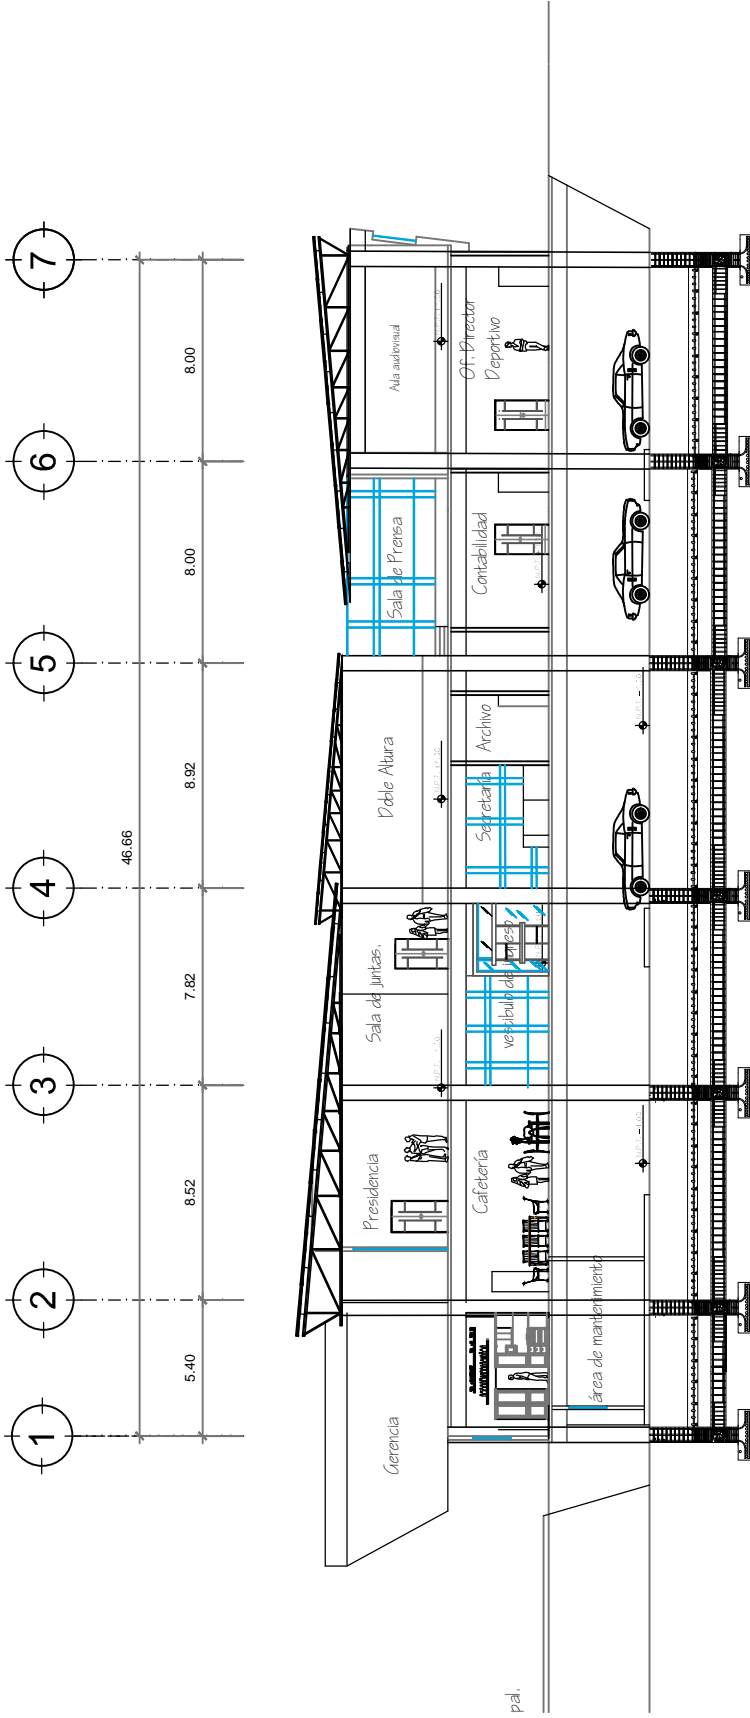 1
2
3
4
5
6
7
46.66
5.40
8.52
7.82
8.92
8.00
8.00
Gerencia
Presidencia
Sala de juntas.
Doble Altura
Sala de Prensa
Aula audiovisual
Cafetería
vestíbulo de ingreso
Secretaría
Archivo
Contabilidad
Of. Director
Deportivo
área de mantenimiento
pal.